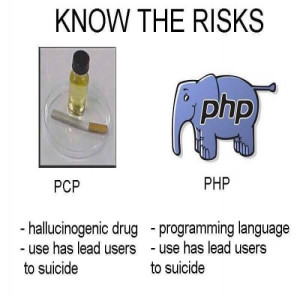 KNOW THE RISKS
php
PCP
- hallucinogenic drug
- use has lead users
to suicide
PHP
- programming language
- use has lead users
to suicide